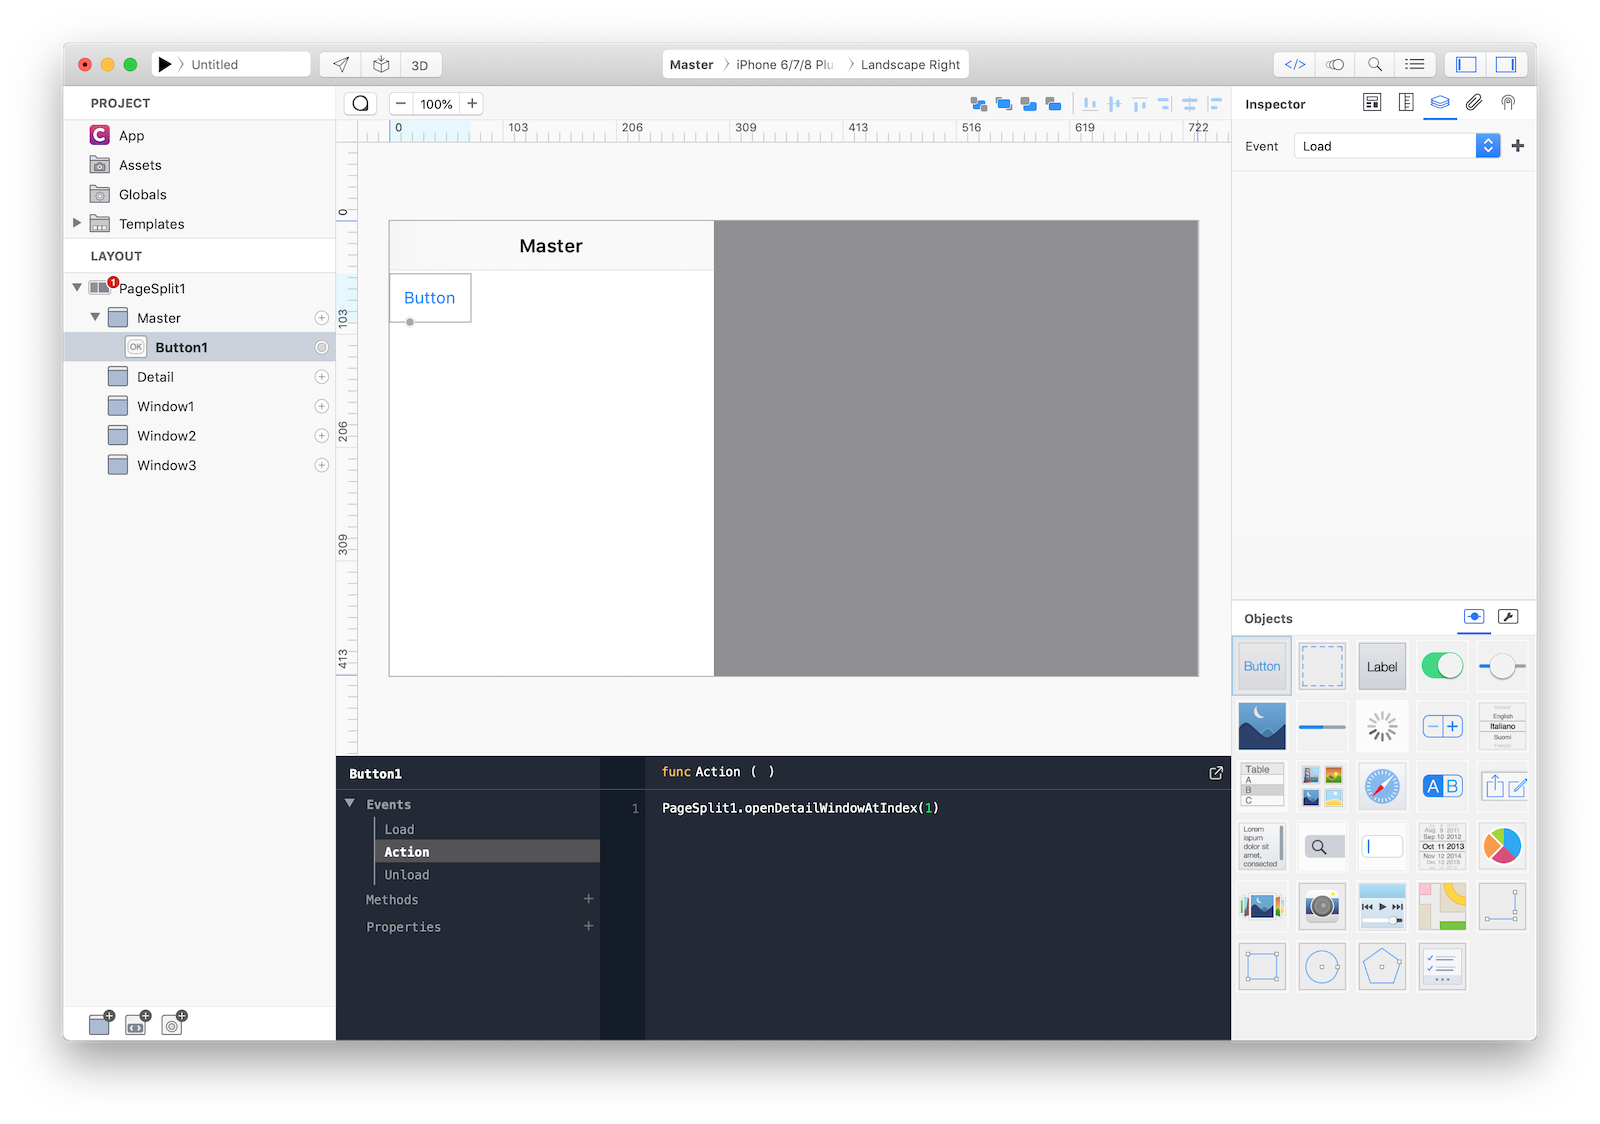 Untitled
3D
Master
iPhone 6/7/8 Plu
Landscape Right
PROJECT
App
Assets
Globals
Templates
LAYOUT
1
PageSplit1
Master
OK
Button1
Detail
Window1
Window2
Window3
100%
0
103
206
309
413
516
619
722
0
103
206
309
413
Master
Button
Button1
Events
Load
Action
Unload
Methods
Properties
func Action ( )
1
PageSplit1.openDetailWindowAtIndex(1)
Inspector
Event
Load
Objects
Button
Label
English
Italiano
Suomi
Table
A
B
C
A B
Lorem
ispum
dolor sit
amet,
consected
Aug 9 2011
Sep 10 2012
Oct 11 2013
Nov 12 2014